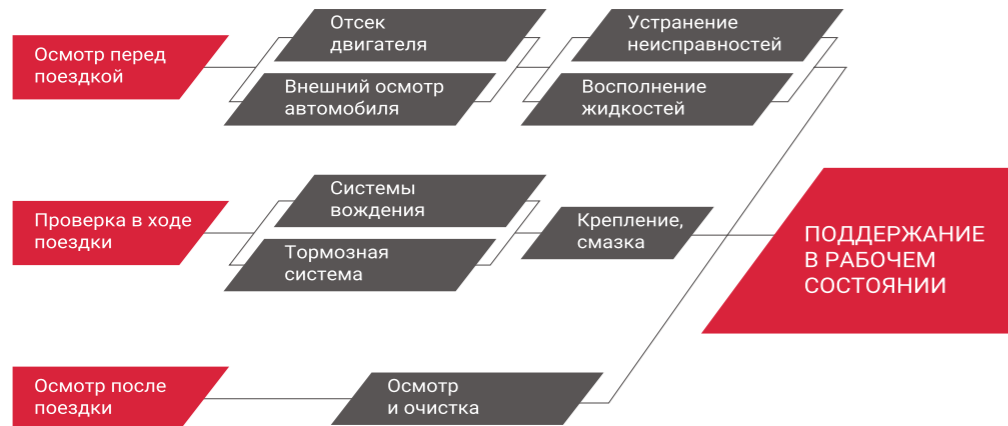 Осмотр перед
поездкой
Отсек
двигателя
Внешний осмотр
автомобиля
Устранение
неисправностей
Восполнение
жидкостей
Проверка в ходе
поездки
Системы
вождения
Тормозная
система
Крепление,
смазка
ПОДДЕРЖАНИЕ
В РАБОЧЕМ
СОСТОЯНИИ
Осмотр после
поездки
Осмотр
и очистка